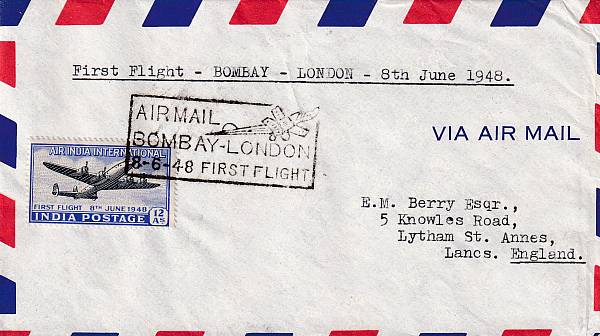 First Flight - BOMBAY - LONDON - 8th June 1948.
AIRMAIL
BOMBAY-LONDON
8-6-48 FIRST FLIGHT
VIA AIR MAIL
AIR INDIA INTERNATIONAL
FIRST FLIGHT 8TH JUNE 1948
INDIA POSTAGE
12
AS
E.M. Berry Esqr.,
5 Knowles Road,
Lytham St. Annes,
Lancs. England.